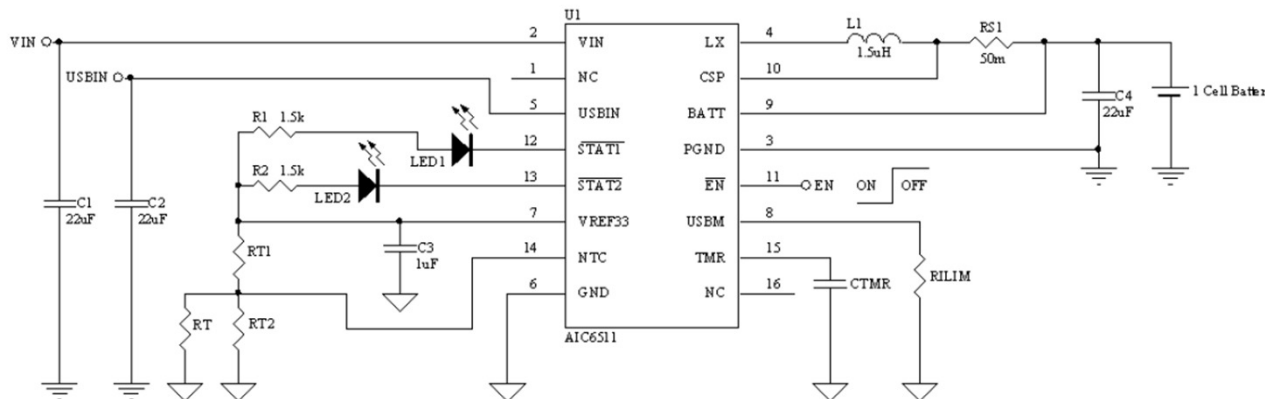 U1
VIN
2
VIN
LX
4
L1
1.5uH
RS1
50m
USBIN
1
NC
CSP
10
5
USBIN
BATT
9
C4
22uF
1 Cell Batter
R1 1.5k
LED1
12
STAT1
PGND
3
R2 1.5k
LED2
13
STAT2
EN
11
EN
ON
OFF
C1
22uF
C2
22uF
7
VREF33
USBM
8
RT1
C3
1uF
14
NTC
TMR
15
CTMR
RILIM
6
GND
NC
16
RT
RT2
AIC6511